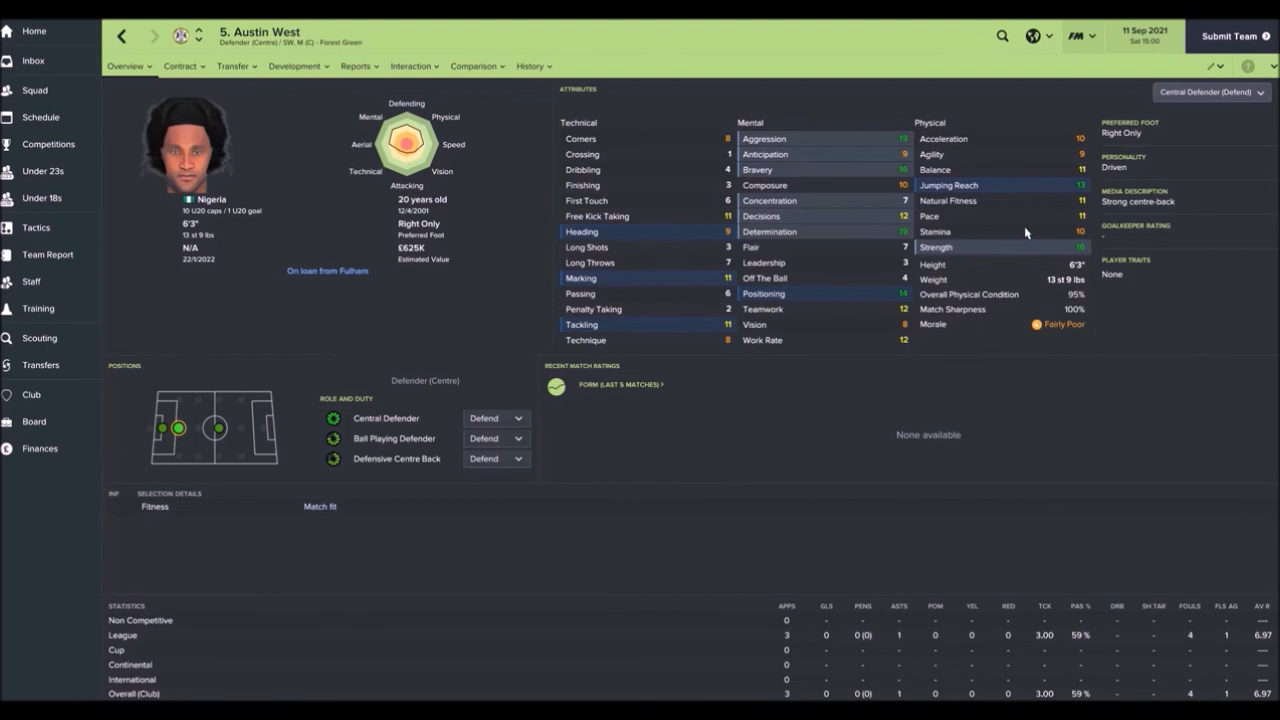 Home
Inbox
Squad
Schedule
Competitions
Under 23s
Under 18s
Tactics
Team Report
Staff
Training
Scouting
Transfers
Club
Board
Finances
5. Austin West
Defender (Centre) / SW, M (C) - Forest Green
FM
11 Sep 2021
Sat 15:00
Submit Team
Overview Contract Transfer Development Reports Interaction Comparison History
Central Defender (Defend)
Defending
Mental Physical
Aerial Speed
Technical Vision
Attacking
Nigeria
10 U20 caps / 1 U20 goal
6'3"
13 st 9 lbs
N/A
22/1/2022
20 years old
12/4/2001
Right Only
Preferred Foot
£625K
Estimated Value
On loan from Fulham
ATTRIBUTES
Technical
Corners 8
Crossing 1
Dribbling 4
Finishing 3
First Touch 6
Free Kick Taking 11
Heading 9
Long Shots 3
Long Throws 7
Marking 11
Passing 6
Penalty Taking 2
Tackling 11
Technique 8
Mental
Aggression
Anticipation 9
Bravery
Composure 10
Concentration 7
Decisions 12
Determination
Flair 7
Leadership 3
Off The Ball 4
Positioning 14
Teamwork 12
Vision 8
Work Rate 12
Physical
Acceleration 10
Agility 9
Balance 11
Jumping Reach 13
Natural Fitness 11
Pace 11
Stamina 10
Strength 16
Height 6'3"
Weight 13 st 9 lbs
Overall Physical Condition 95%
Match Sharpness 100%
Morale Fairly Poor
PREFERRED FOOT
Right Only
PERSONALITY
Driven
MEDIA DESCRIPTION
Strong centre-back
GOALKEEPER RATING
-
PLAYER TRAITS
None
POSITIONS
Defender (Centre)
ROLE AND DUTY
Central Defender Defend
Ball Playing Defender Defend
Defensive Centre Back Defend
RECENT MATCH RATINGS
FORM (LAST 5 MATCHES) >
None available
INF SELECTION DETAILS
Fitness Match fit
STATISTICS APPS GLS PENS ASTS POM YEL RED TCK PAS % DRB SH TAR FOULS FLS AG AV R
Non Competitive 0 - - - - - - - - - - - - ----
League 3 0 0 (0) 1 0 0 0 3.00 59 % - - 4 1 6.97
Cup 0 - - - - - - - - - - - - ----
Continental 0 - - - - - - - - - - - - ----
International 0 - - - - - - - - - - - - ----
Overall (Club) 3 0 0 (0) 1 0 0 0 3.00 59 % - - 4 1 6.97